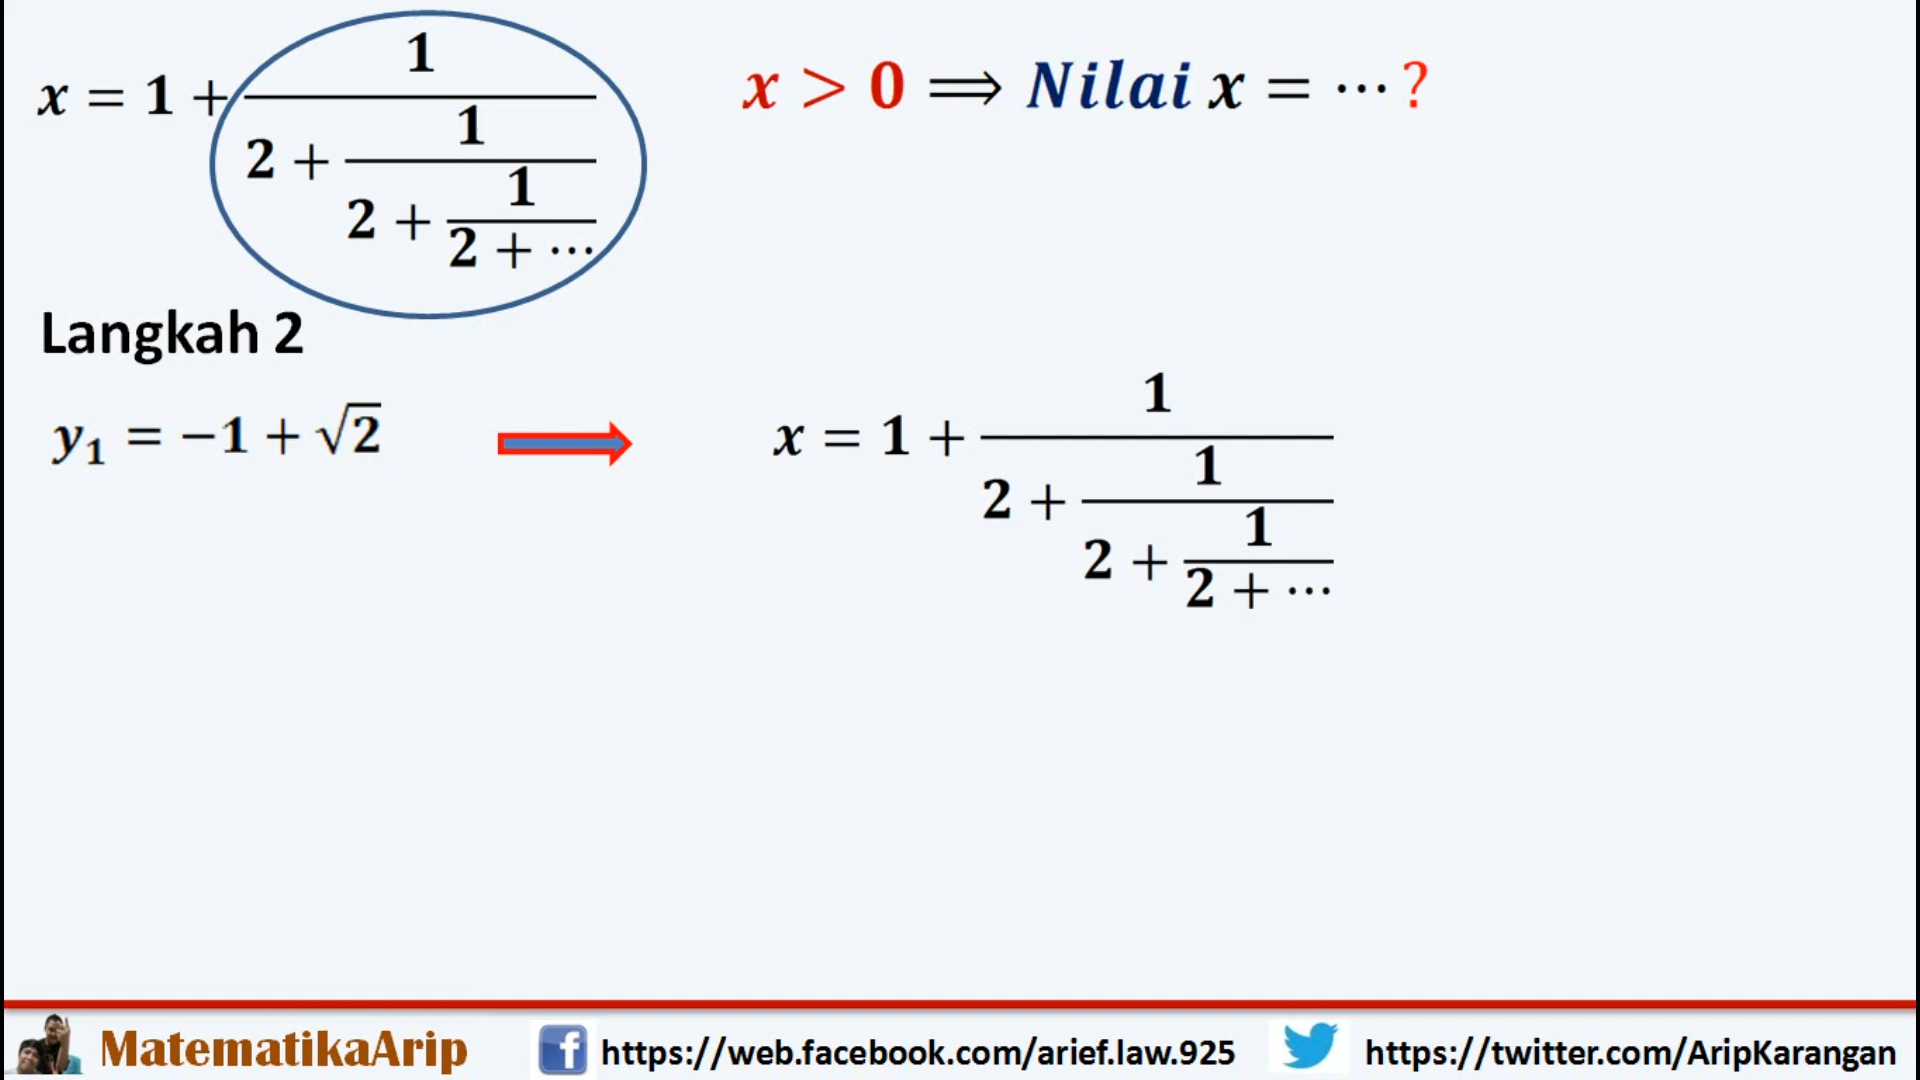 x = 1 + 1/(2 + 1/(2 + 1/(2 + ⋯)))
x > 0 ⟹ Nilai x = ⋯ ?
Langkah 2
y₁ = −1 + √2
x = 1 + 1/(2 + 1/(2 + 1/(2 + ⋯)))
MatematikaArip
https://web.facebook.com/arief.law.925
https://twitter.com/AripKarangan